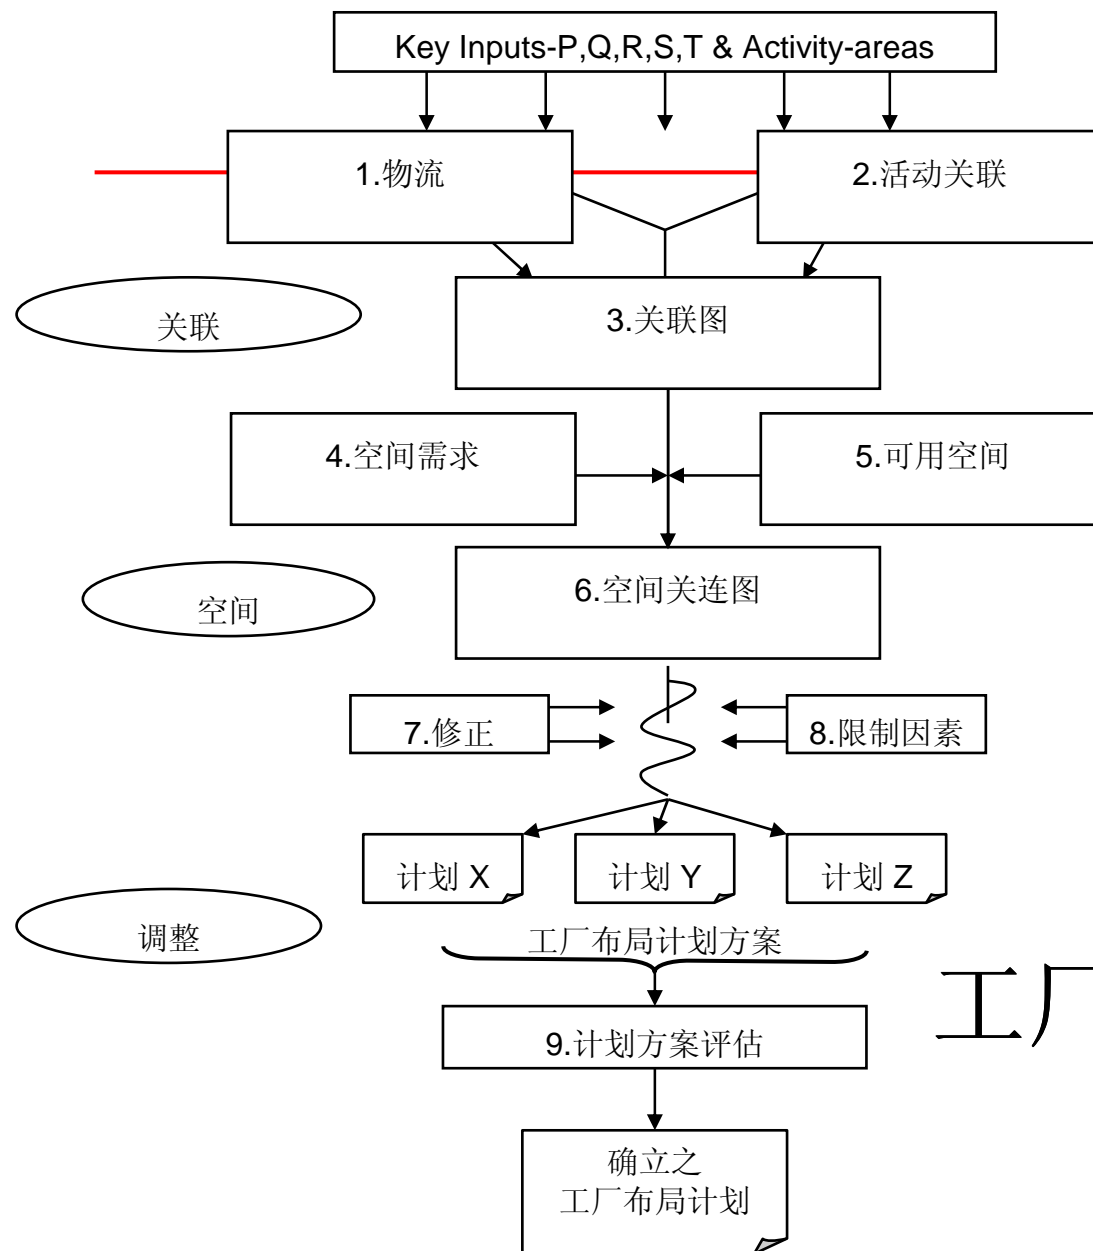 Key Inputs-P,Q,R,S,T & Activity-areas
1.物流
2.活动关联
关联
3.关联图
4.空间需求
5.可用空间
空间
6.空间关连图
7.修正
8.限制因素
计划 X
计划 Y
计划 Z
调整
工厂布局计划方案
工厂
9.计划方案评估
确立之
工厂布局计划